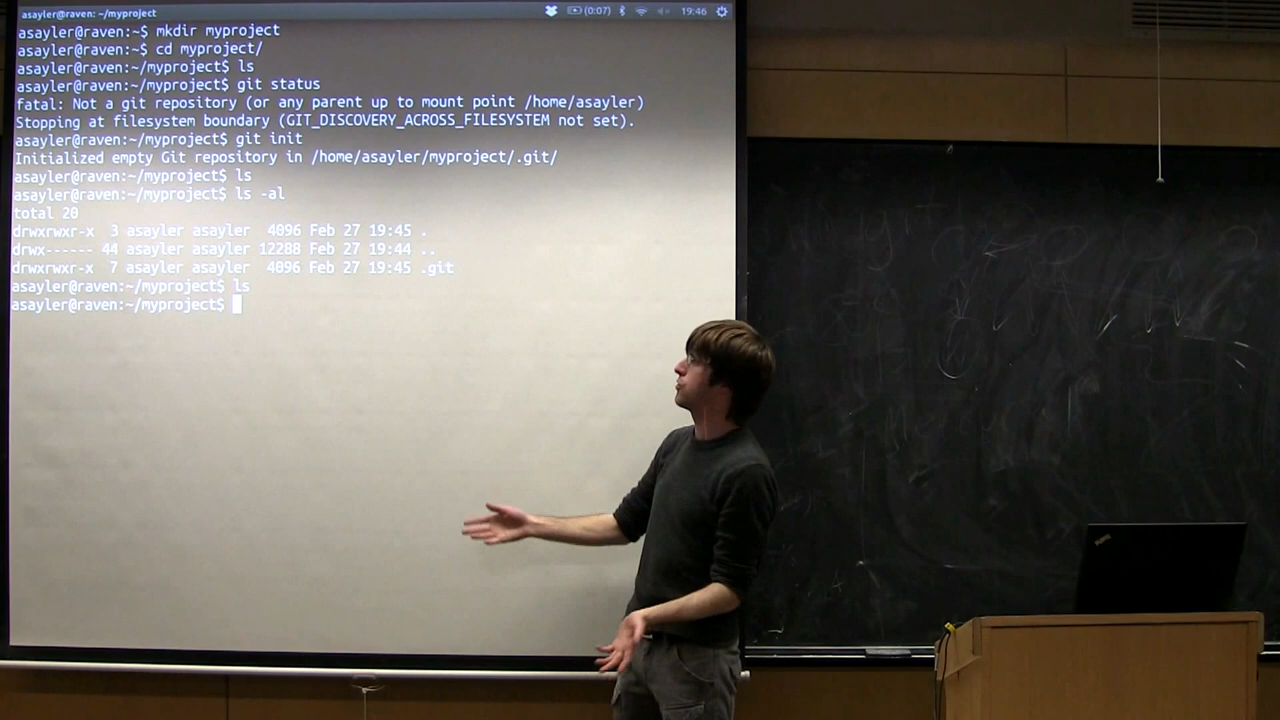 asayler@raven: ~/myproject (0:07) 19:46
asayler@raven:~$ mkdir myproject
asayler@raven:~$ cd myproject/
asayler@raven:~/myproject$ ls
asayler@raven:~/myproject$ git status
fatal: Not a git repository (or any parent up to mount point /home/asayler)
Stopping at filesystem boundary (GIT_DISCOVERY_ACROSS_FILESYSTEM not set).
asayler@raven:~/myproject$ git init
Initialized empty Git repository in /home/asayler/myproject/.git/
asayler@raven:~/myproject$ ls
asayler@raven:~/myproject$ ls -al
total 20
drwxrwxr-x  3 asayler asayler  4096 Feb 27 19:45 .
drwx------ 44 asayler asayler 12288 Feb 27 19:44 ..
drwxrwxr-x  7 asayler asayler  4096 Feb 27 19:45 .git
asayler@raven:~/myproject$ ls
asayler@raven:~/myproject$